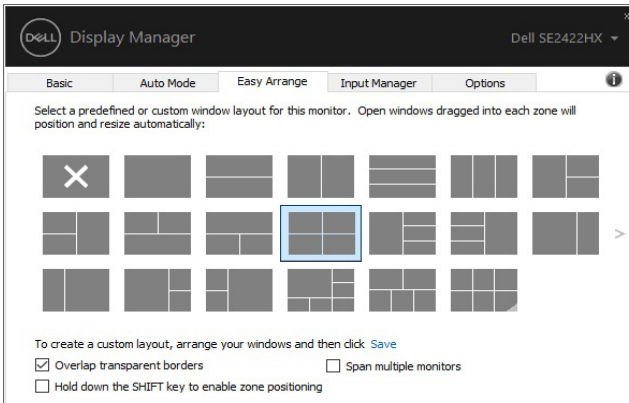 DELL Display Manager
Dell SE2422HX
Basic Auto Mode Easy Arrange Input Manager Options
Select a predefined or custom window layout for this monitor. Open windows dragged into each zone will
position and resize automatically:
To create a custom layout, arrange your windows and then click Save
Overlap transparent borders
Span multiple monitors
Hold down the SHIFT key to enable zone positioning